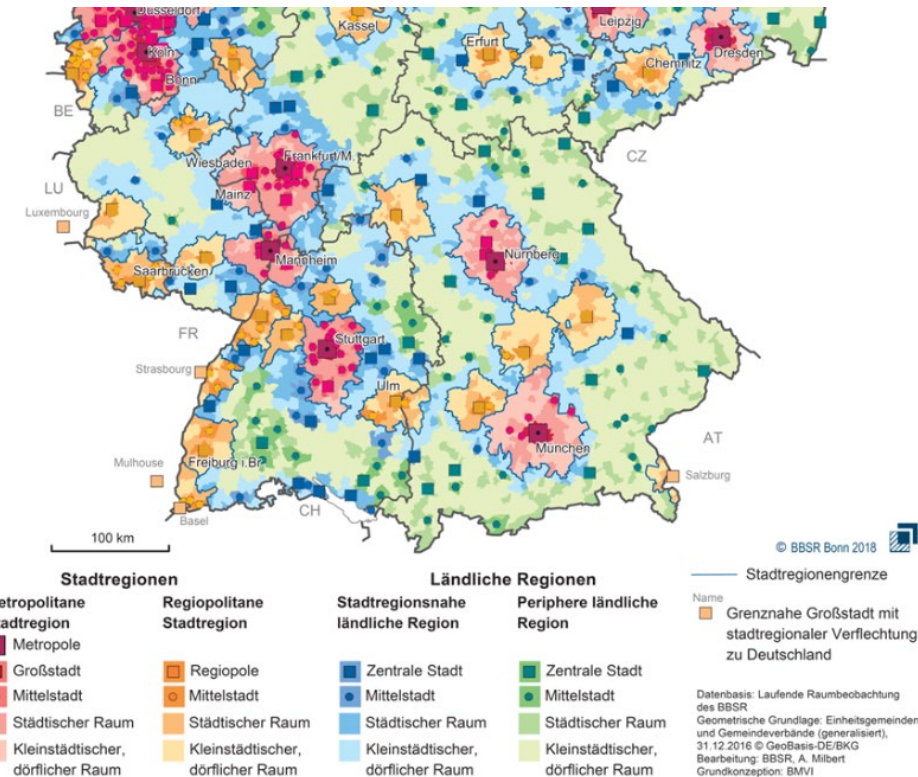 Düsseldorf
Kassel
Leipzig
Köln
Erfurt
Dresden
Chemnitz
Bonn
BE
Wiesbaden
Frankfurt/M.
CZ
LU
Mainz
Luxembourg
Nürnberg
Mannheim
Saarbrücken
FR
Stuttgart
Strasbourg
Ulm
AT
München
Mulhouse
Freiburg i.Br.
Salzburg
Basel
CH
100 km
© BBSR Bonn 2018
Stadtregionen
etropolitane
tadtregion
Metropole
Großstadt
Mittelstadt
Städtischer Raum
Kleinstädtischer,
dörflicher Raum
Regiopolitane
Stadtregion
Regiopole
Mittelstadt
Städtischer Raum
Kleinstädtischer,
dörflicher Raum
Ländliche Regionen
Stadtregionsnahe
ländliche Region
Zentrale Stadt
Mittelstadt
Städtischer Raum
Kleinstädtischer,
dörflicher Raum
Periphere ländliche
Region
Zentrale Stadt
Mittelstadt
Städtischer Raum
Kleinstädtischer,
dörflicher Raum
Stadtregionengrenze
Name
Grenznahe Großstadt mit
stadtregionaler Verflechtung
zu Deutschland
Datenbasis: Laufende Raumbeobachtung
des BBSR
Geometrische Grundlage: Einheitsgemeinden
und Gemeindeverbände (generalisiert),
31.12.2016 © GeoBasis-DE/BKG
Bearbeitung: BBSR, A. Milbert
Grundkonzeption: BMVI